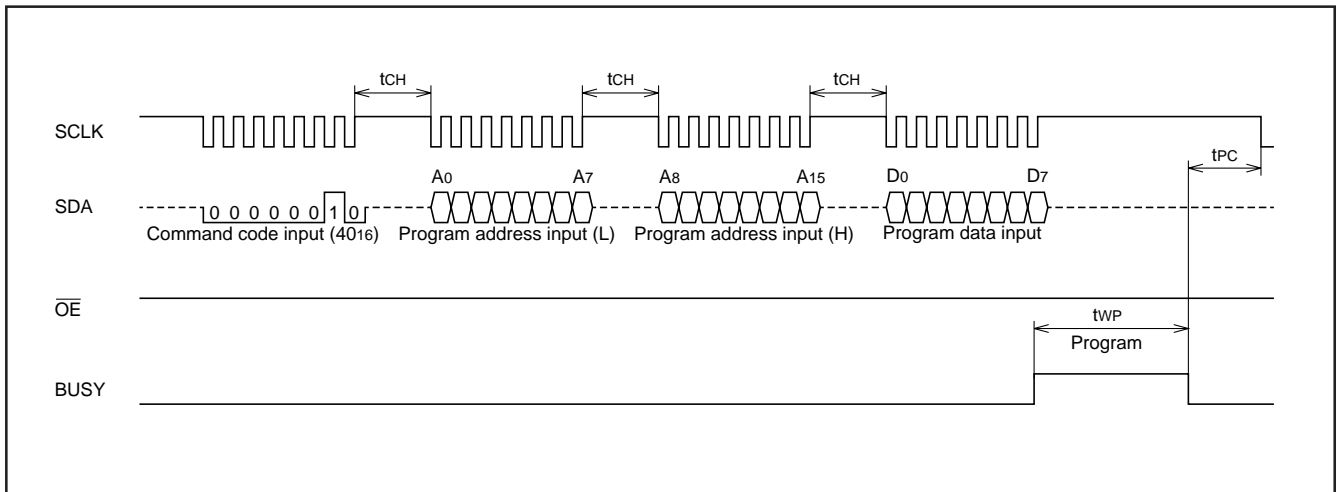 tCH tCH tCH
SCLK
tPC
A0 A7 A8 A15 D0 D7
SDA
0 0 0 0 0 0 1 0
Command code input (4016) Program address input (L) Program address input (H) Program data input
OE
tWP
Program
BUSY